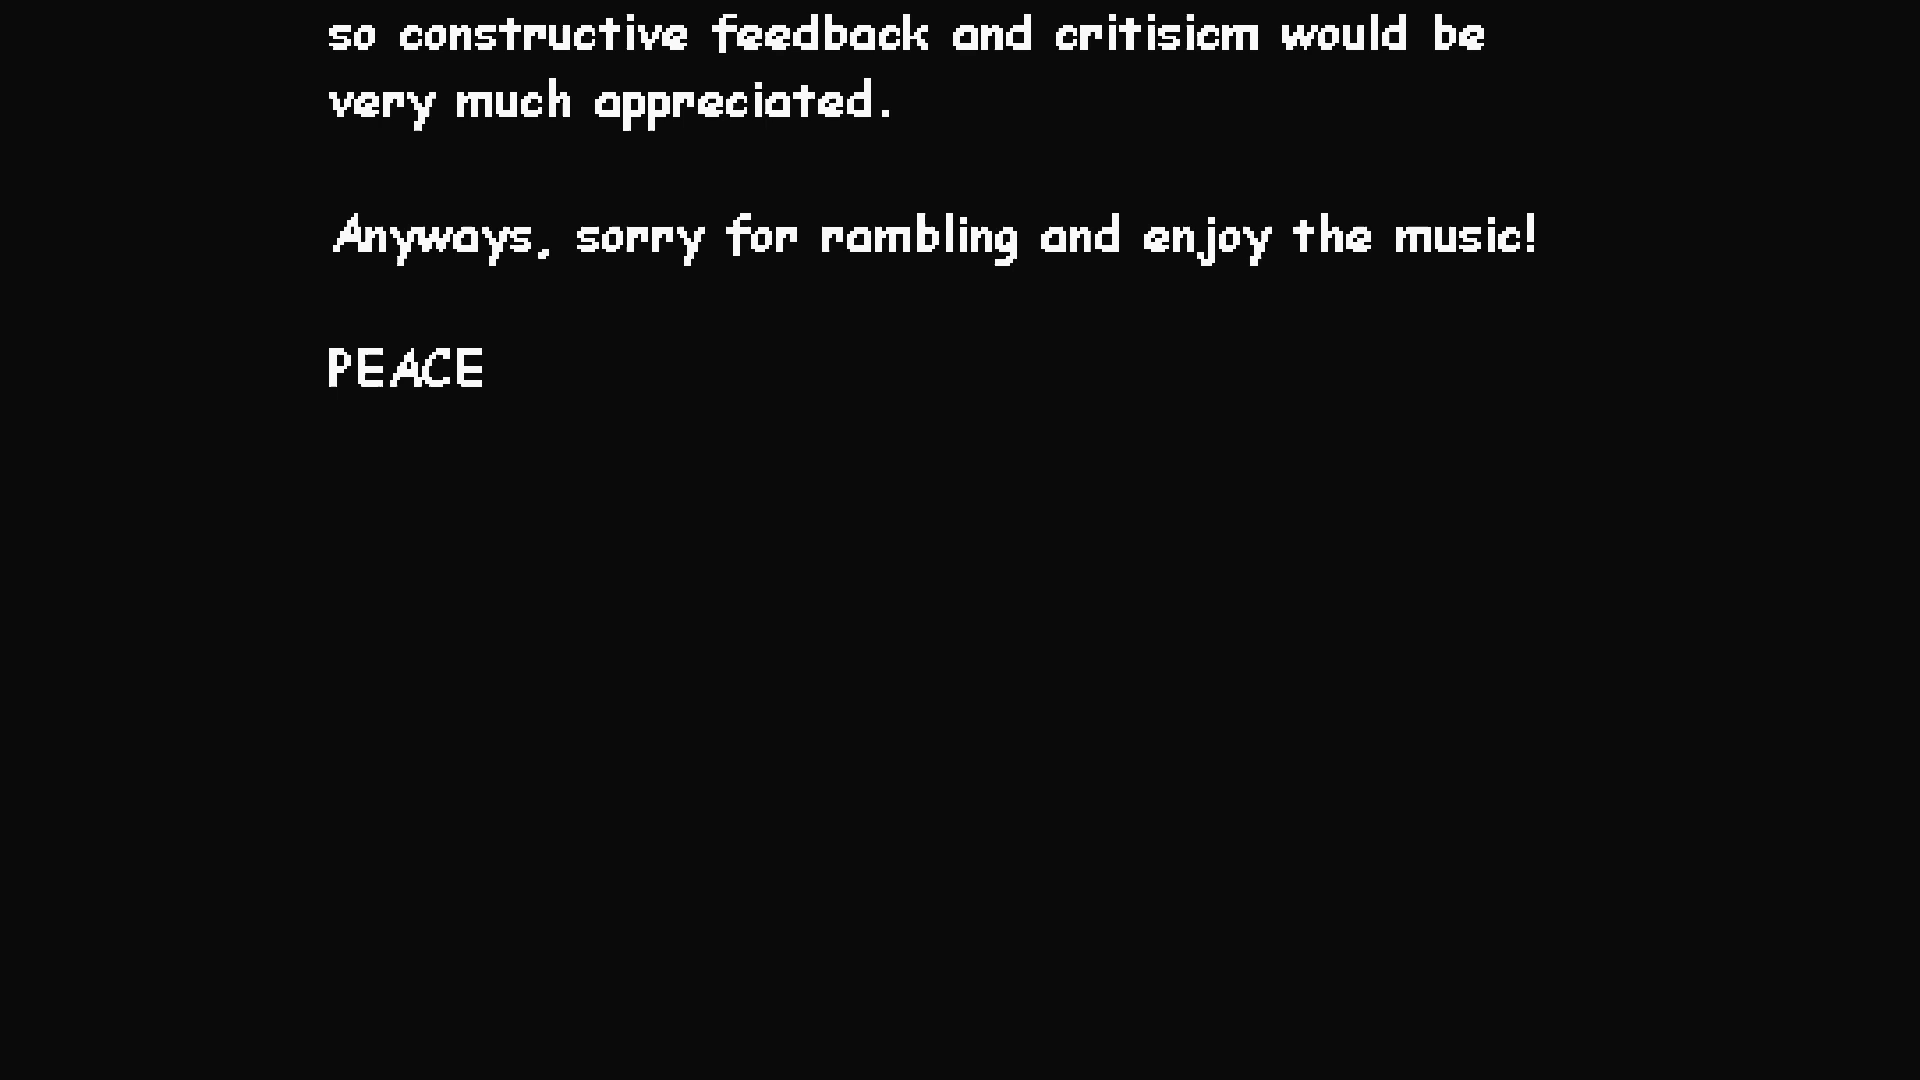 so constructive feedback and critisicm would be
very much appreciated.
Anyways, sorry for rambling and enjoy the music!
PEACE